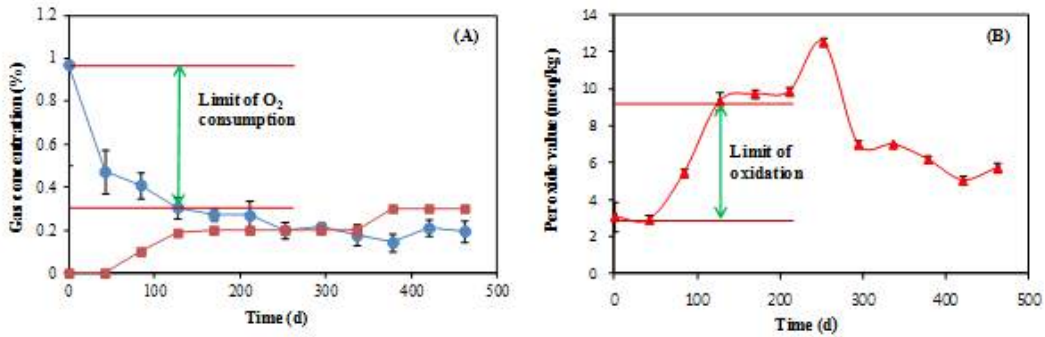 (A)
Gas concentration (%)
1.2
1
0.8
0.6
0.4
0.2
0
Limit of O₂
consumption
0 100 200 300 400 500
Time (d)
(B)
Peroxide value (meq/kg)
14
12
10
8
6
4
2
0
Limit of
oxidation
0 100 200 300 400 500
Time (d)